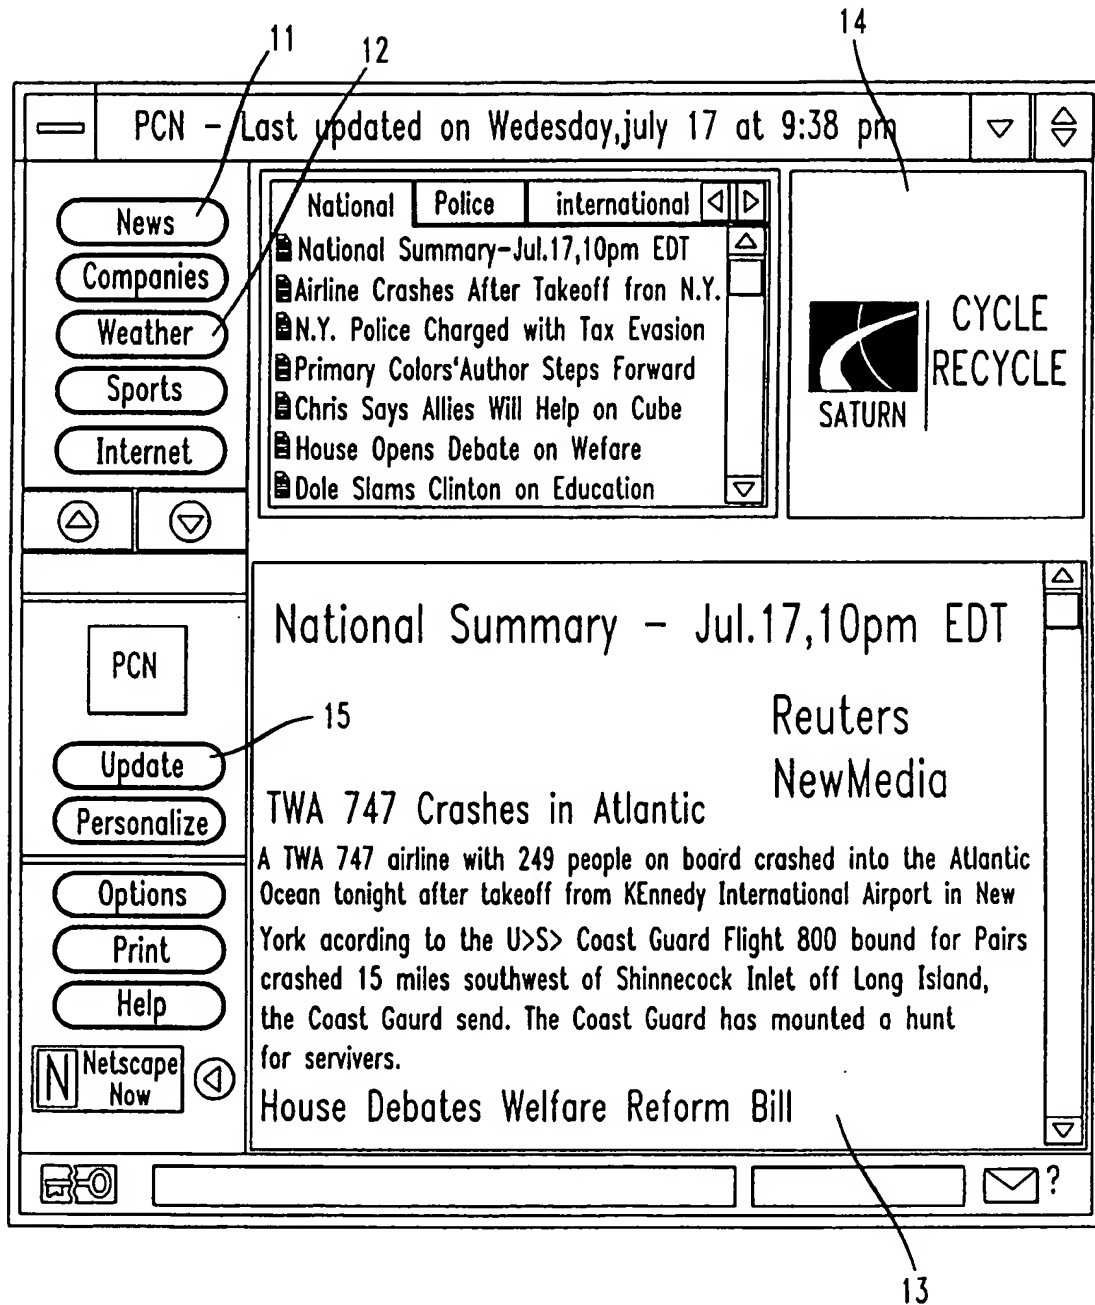 11
12
14
PCN - Last updated on Wedesday,july 17 at 9:38 pm
News
Companies
Weather
Sports
Internet
National Police international
National Summary-Jul.17,10pm EDT
Airline Crashes After Takeoff fron N.Y.
N.Y. Police Charged with Tax Evasion
Primary Colors'Author Steps Forward
Chris Says Allies Will Help on Cube
House Opens Debate on Wefare
Dole Slams Clinton on Education
SATURN
CYCLE
RECYCLE
PCN
15
Update
Personalize
Options
Print
Help
N Netscape
Now
National Summary - Jul.17,10pm EDT
Reuters
NewMedia
TWA 747 Crashes in Atlantic
A TWA 747 airline with 249 people on board crashed into the Atlantic
Ocean tonight after takeoff from KEnnedy International Airport in New
York acording to the U>S> Coast Guard Flight 800 bound for Pairs
crashed 15 miles southwest of Shinnecock Inlet off Long Island,
the Coast Gaurd send. The Coast Guard has mounted a hunt
for servivers.
House Debates Welfare Reform Bill
?
13